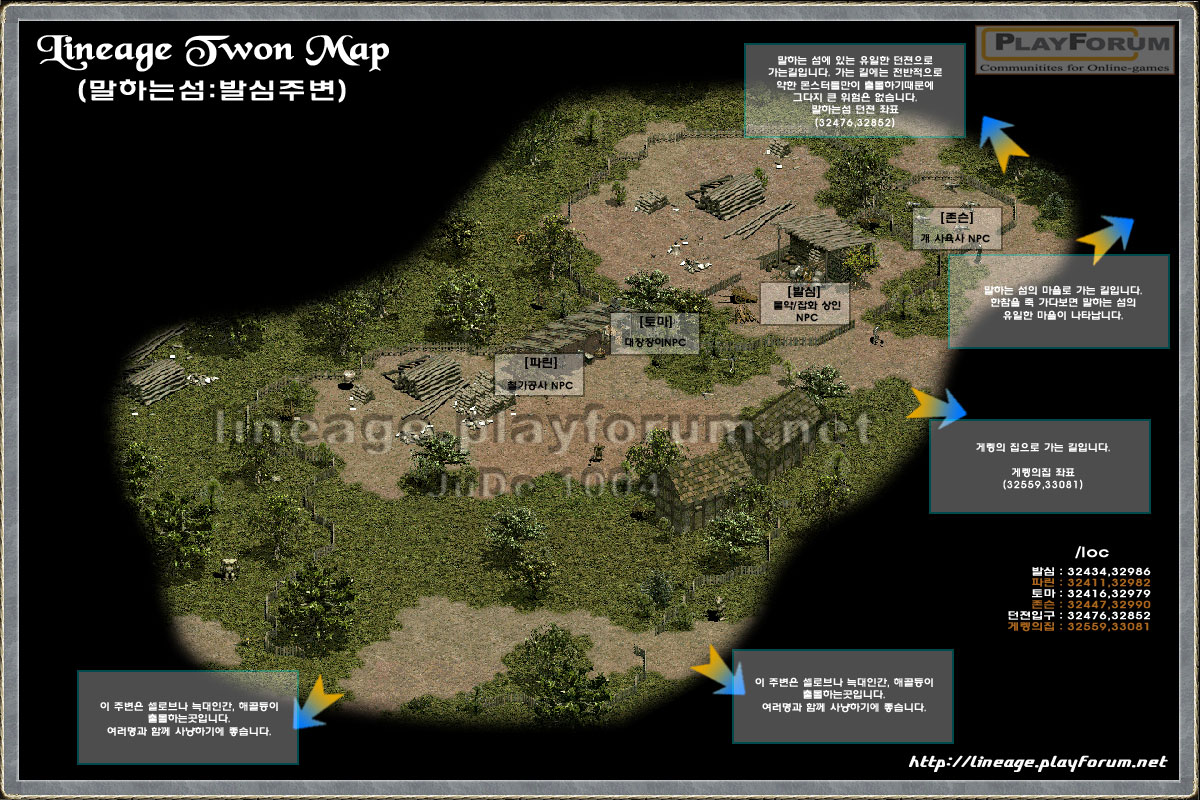 Lineage Twon Map
(말하는섬:발심주변)
PLAYFORUM
Communitites for Online-games
말하는 섬에 있는 유일한 던젼으로
가는길입니다. 가는 길에는 전반적으로
약한 몬스터들만이 출몰하기때문에
그다지 큰 위험은 없습니다.
말하는섬 던젼 좌표
(32476,32852)
[존슨]
개 사육사 NPC
말하는 섬의 마을로 가는 길입니다.
한참을 쭉 가다보면 말하는 섬의
유일한 마을이 나타납니다.
[발심]
물약/잡화 상인
NPC
[토마]
대장장이NPC
[파린]
철가공사 NPC
lineage.playforum.net
JuDo 1004
게렝의 집으로 가는 길입니다.
게렝의집 좌표
(32559,33081)
/loc
발심 : 32434,32986
파린 : 32411,32982
토마 : 32416,32979
존슨 : 32447,32990
던젼입구 : 32476,32852
게렝의집 : 32559,33081
이 주변은 셀로브나 늑대인간, 해골등이
출몰하는곳입니다.
여러명과 함께 사냥하기에 좋습니다.
이 주변은 셀로브나 늑대인간, 해골등이
출몰하는곳입니다.
여러명과 함께 사냥하기에 좋습니다.
http://lineage.playforum.net